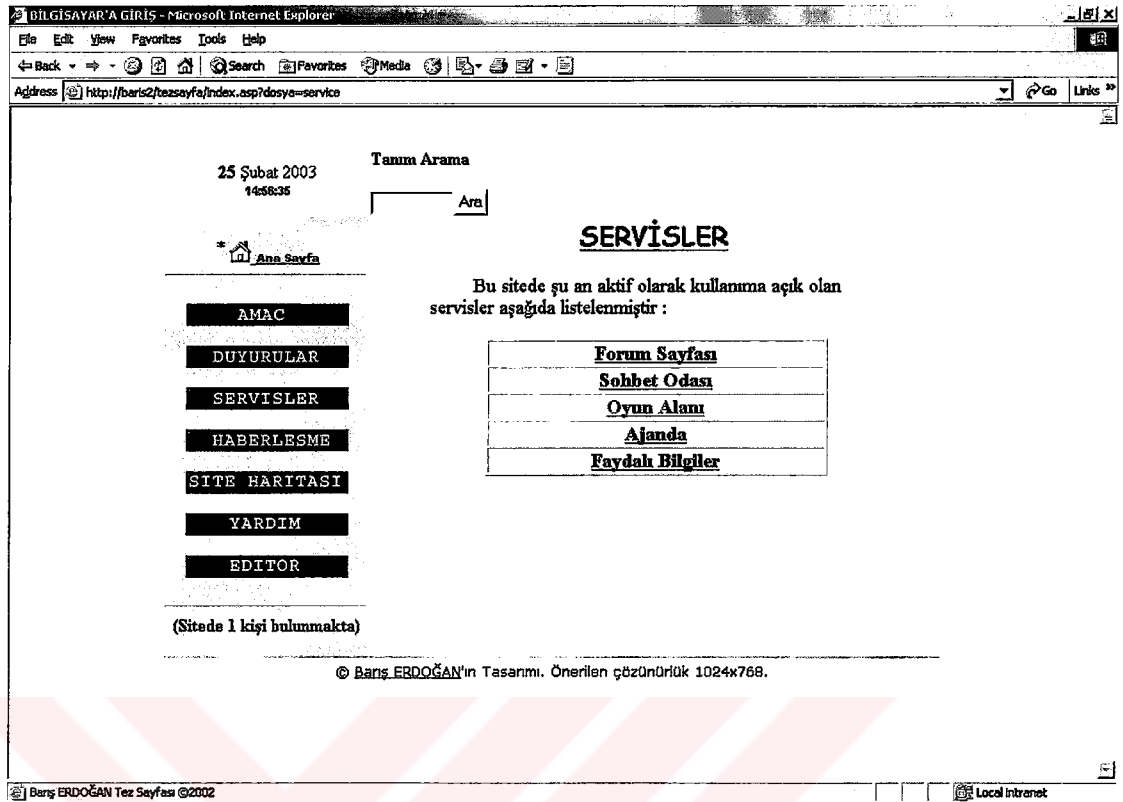 BİLGİSAYAR'A GİRİŞ - Microsoft Internet Explorer
File Edit View Favorites Tools Help
Back Search Favorites Media
Address http://baris2/tezsayfa/index.asp?dosya=service Go Links »
25 Şubat 2003
14:56:35
Tanım Arama
Ara
* Ana Sayfa
SERVİSLER
Bu sitede şu an aktif olarak kullanıma açık olan
servisler aşağıda listelenmiştir :
AMAC
DUYURULAR
SERVISLER
HABERLESME
SITE HARITASI
YARDIM
EDITOR
Forum Sayfası
Sohbet Odası
Oyun Alanı
Ajanda
Faydalı Bilgiler
(Sitede 1 kişi bulunmakta)
© Barış ERDOĞAN'ın Tasarımı. Önerilen çözünürlük 1024x768.
Barış ERDOĞAN Tez Sayfası ©2002 Local intranet